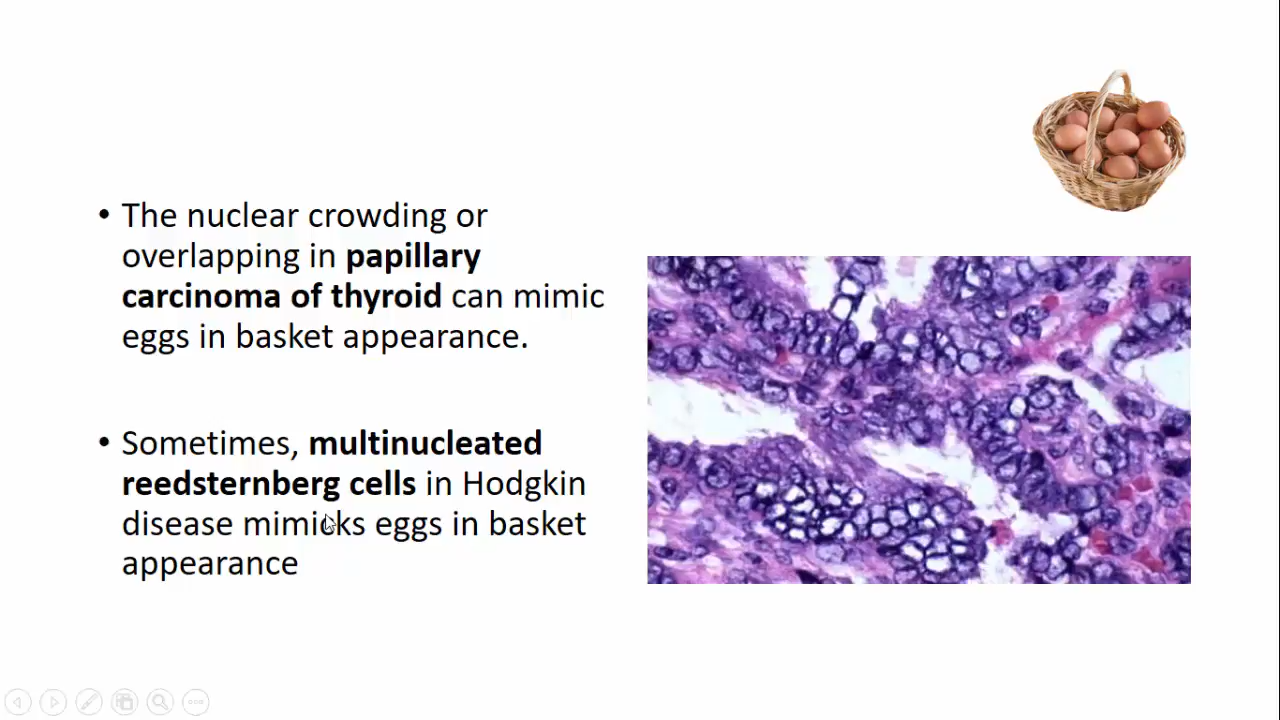 • The nuclear crowding or
overlapping in papillary
carcinoma of thyroid can mimic
eggs in basket appearance.
• Sometimes, multinucleated
reedsternberg cells in Hodgkin
disease mimicks eggs in basket
appearance